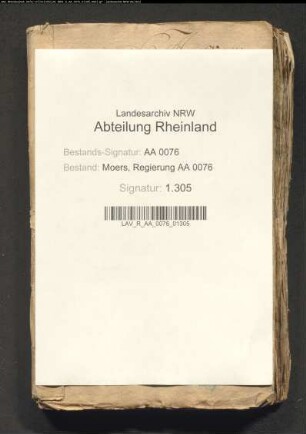 Landesarchiv NRW
Abteilung Rheinland
Bestands-Signatur: AA 0076
Bestand: Moers, Regierung AA 0076
Signatur: 1.305
LAV_R_AA_0076_01305